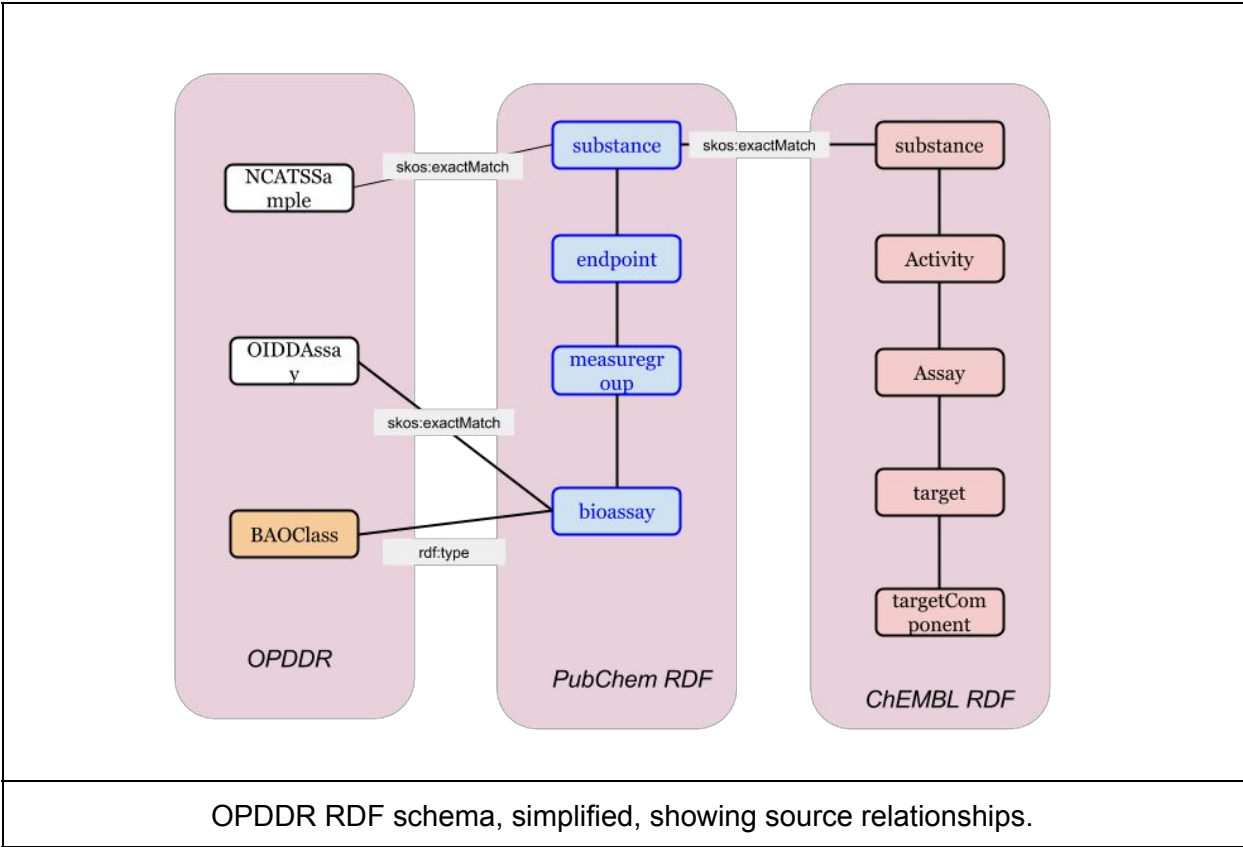 NCATSSa
mple
skos:exactMatch
OIDDAssa
y
skos:exactMatch
BAOClass
rdf:type
OPDDR
substance
endpoint
measuregr
oup
bioassay
PubChem RDF
skos:exactMatch
substance
Activity
Assay
target
targetCom
ponent
ChEMBL RDF
OPDDR RDF schema, simplified, showing source relationships.